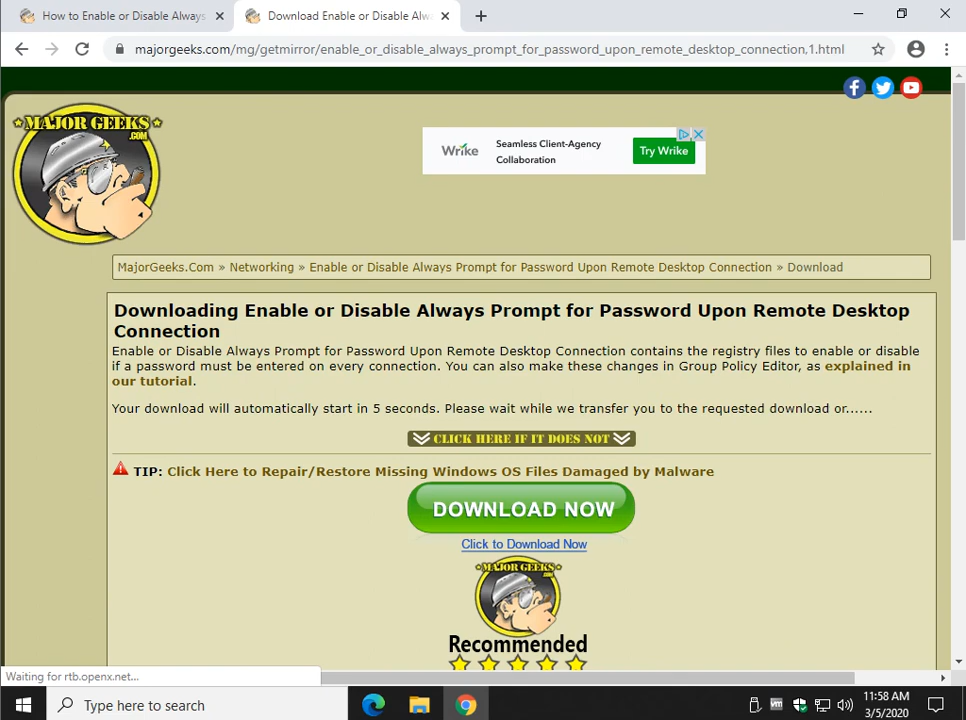 How to Enable or Disable Always
Download Enable or Disable Alw
majorgeeks.com/mg/getmirror/enable_or_disable_always_prompt_for_password_upon_remote_desktop_connection,1.html
MAJOR GEEKS
.COM
Wrike
Seamless Client-Agency
Collaboration
Try Wrike
MajorGeeks.Com » Networking » Enable or Disable Always Prompt for Password Upon Remote Desktop Connection » Download
Downloading Enable or Disable Always Prompt for Password Upon Remote Desktop
Connection
Enable or Disable Always Prompt for Password Upon Remote Desktop Connection contains the registry files to enable or disable
if a password must be entered on every connection. You can also make these changes in Group Policy Editor, as explained in
our tutorial.
Your download will automatically start in 5 seconds. Please wait while we transfer you to the requested download or......
CLICK HERE IF IT DOES NOT
TIP: Click Here to Repair/Restore Missing Windows OS Files Damaged by Malware
DOWNLOAD NOW
Click to Download Now
MAJOR GEEKS
.COM
Recommended
Waiting for rtb.openx.net...
Type here to search
vm
11:58 AM
3/5/2020